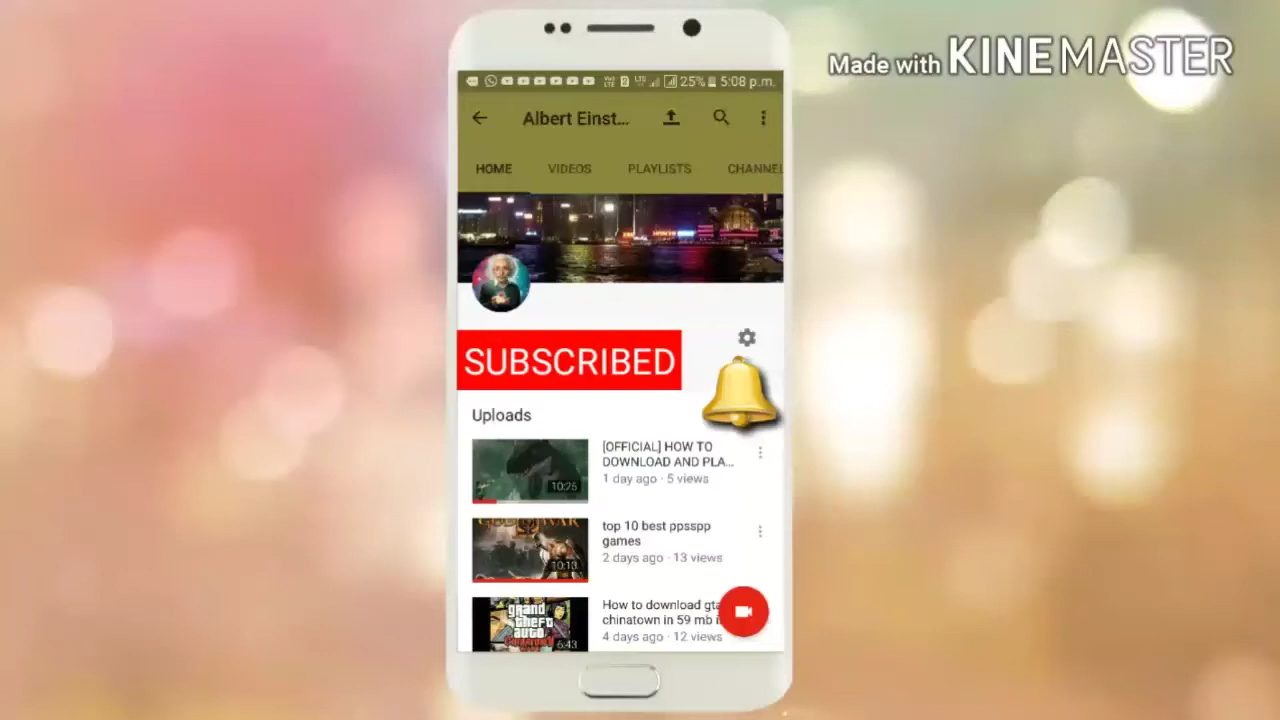 Made with KINEMASTER
25% 5:08 p.m.
Albert Einst...
HOME VIDEOS PLAYLISTS CHANNEL
SUBSCRIBED
Uploads
[OFFICIAL] HOW TO
DOWNLOAD AND PLA...
1 day ago · 5 views
10:25
top 10 best ppsspp
games
2 days ago · 13 views
10:13
How to download gta
chinatown in 59 mb i
4 days ago · 12 views
grand
theft
auto
6:43